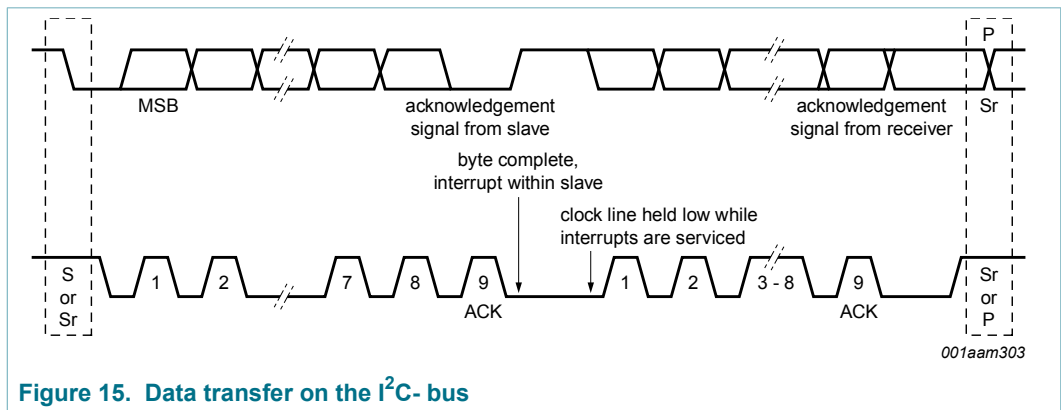 P
MSB
acknowledgement
signal from slave
acknowledgement
signal from receiver
Sr
byte complete,
interrupt within slave
clock line held low while
interrupts are serviced
S
or
Sr
1
2
7
8
9
ACK
1
2
3 - 8
9
ACK
Sr
or
P
001aam303
Figure 15. Data transfer on the I²C- bus